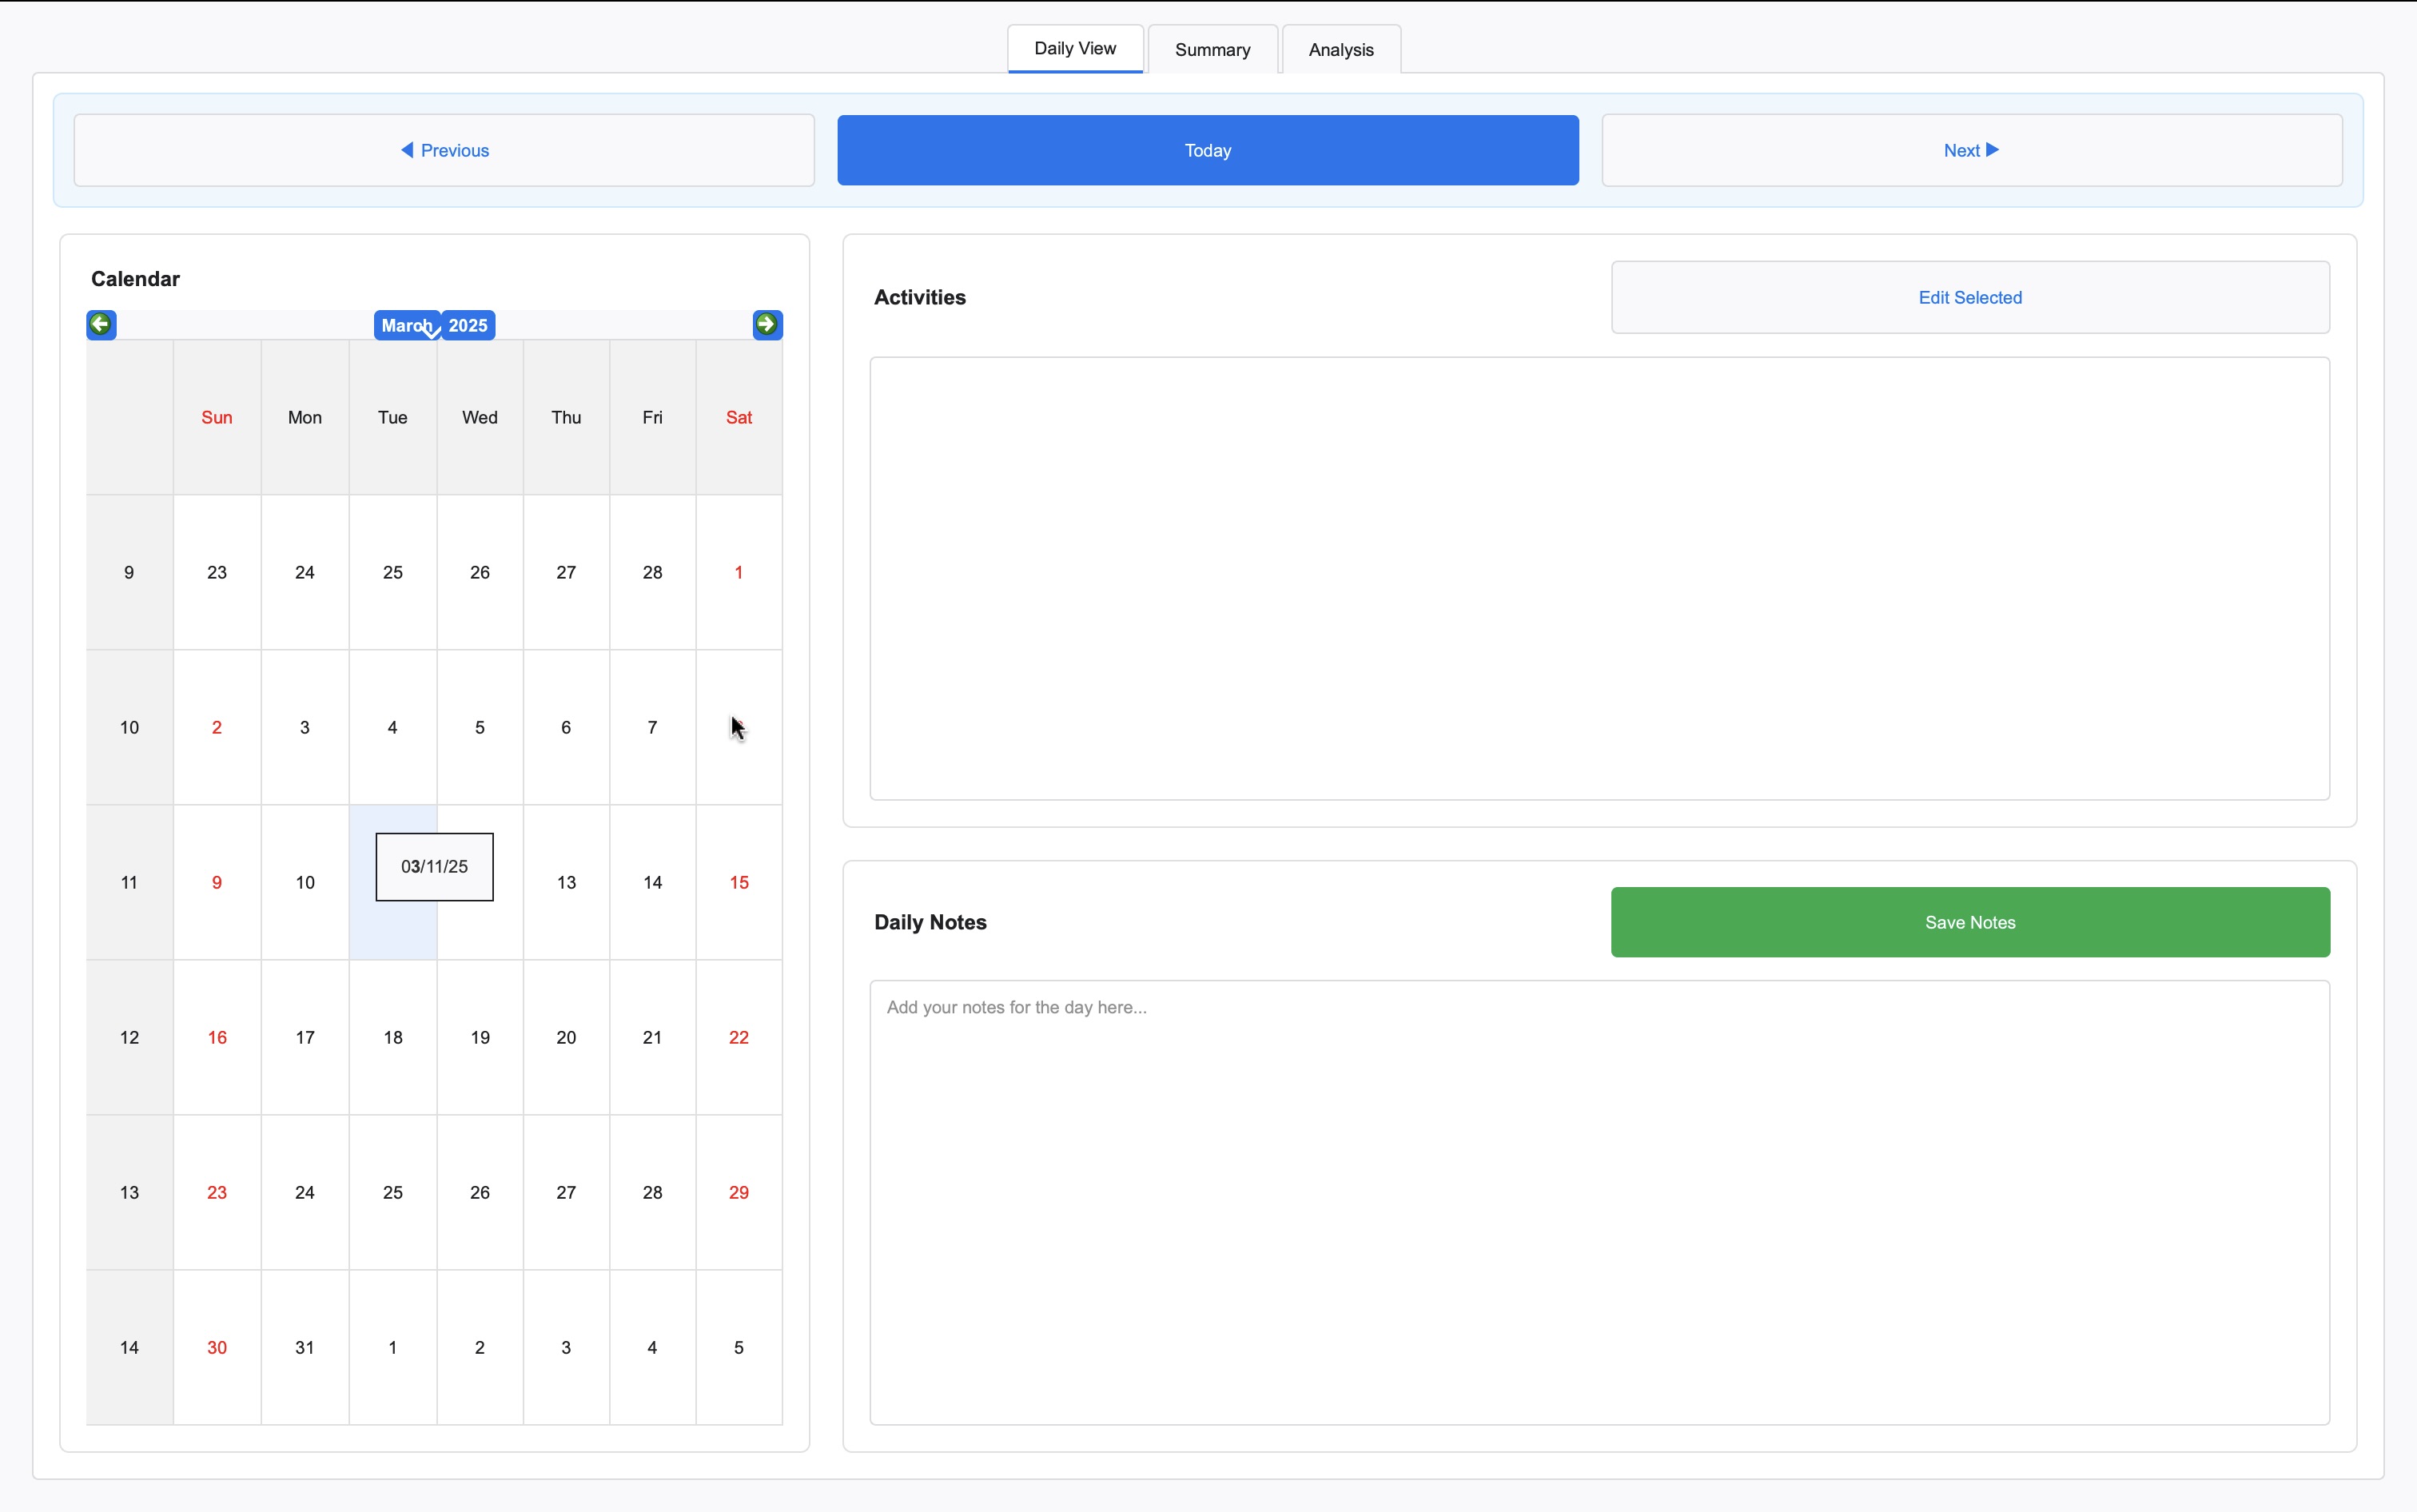 Daily View Summary Analysis
Previous Today Next
Calendar
March 2025
Sun Mon Tue Wed Thu Fri Sat
9 23 24 25 26 27 28 1
10 2 3 4 5 6 7
11 9 10 13 14 15
03/11/25
12 16 17 18 19 20 21 22
13 23 24 25 26 27 28 29
14 30 31 1 2 3 4 5
Activities
Edit Selected
Daily Notes
Save Notes
Add your notes for the day here...